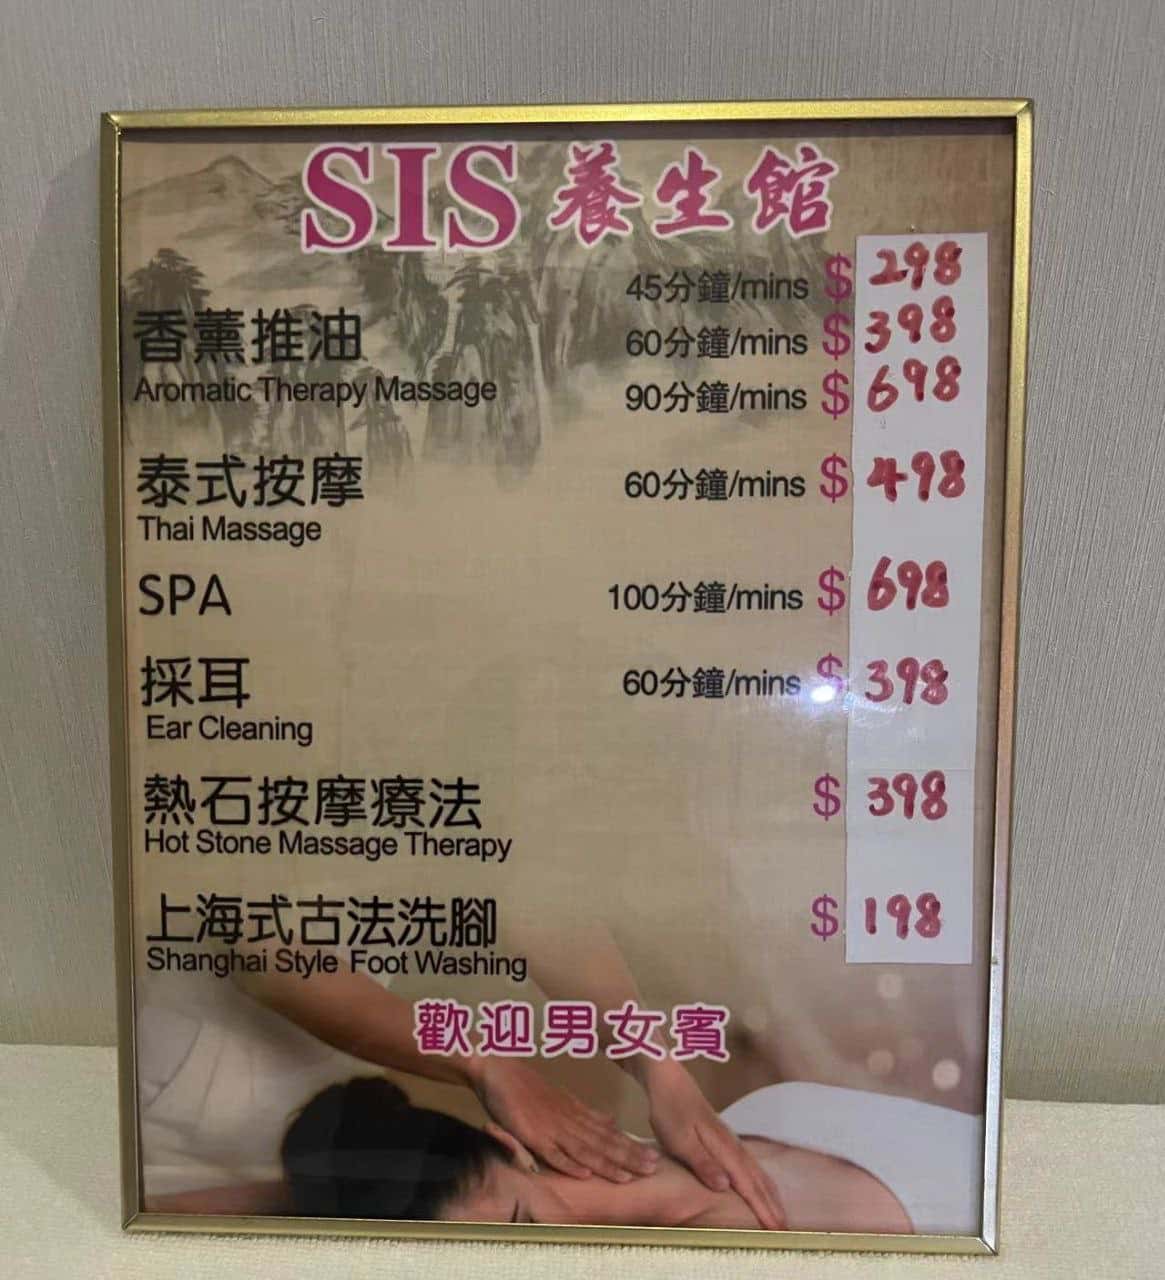 SIS 養生館
45分鐘/mins $ 298
香薰推油 60分鐘/mins $ 398
Aromatic Therapy Massage 90分鐘/mins $ 698
泰式按摩 60分鐘/mins $ 498
Thai Massage
SPA 100分鐘/mins $ 698
採耳 60分鐘/mins $ 398
Ear Cleaning
熱石按摩療法 $ 398
Hot Stone Massage Therapy
上海式古法洗腳 $ 198
Shanghai Style Foot Washing
歡迎男女賓